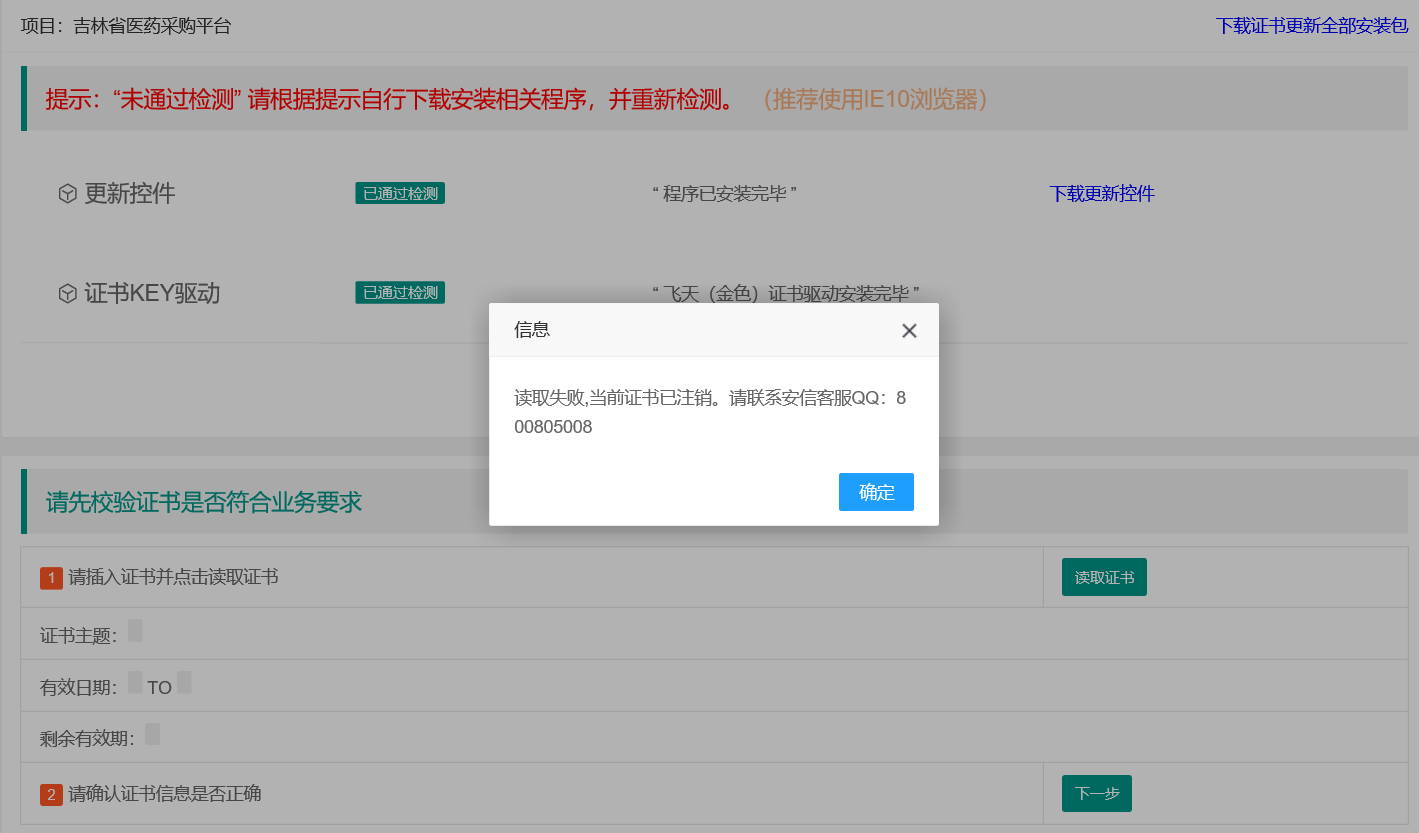 项目：吉林省医药采购平台
下载证书更新全部安装包
提示：“未通过检测” 请根据提示自行下载安装相关程序，并重新检测。 （推荐使用IE10浏览器）
更新控件
已通过检测
“ 程序已安装完毕 ”
下载更新控件
证书KEY驱动
已通过检测
“ 飞天（金色）证书驱动安装完毕 ”
信息
读取失败,当前证书已注销。请联系安信客服QQ：8
00805008
确定
请先校验证书是否符合业务要求
1 请插入证书并点击读取证书
读取证书
证书主题：
有效日期： TO
剩余有效期：
2 请确认证书信息是否正确
下一步